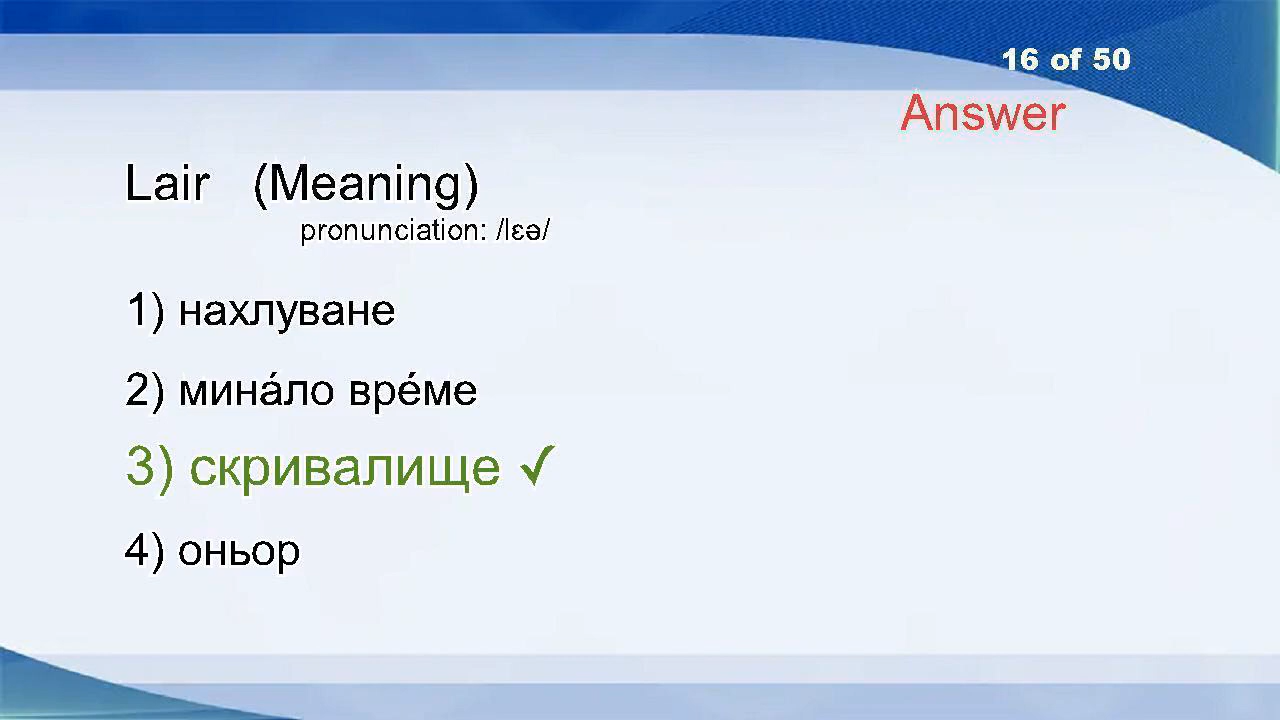 16 of 50
Answer
Lair (Meaning)
pronunciation: /lɛə/
1) нахлуване
2) мина́ло вре́ме
3) скривалище ✓
4) оньор